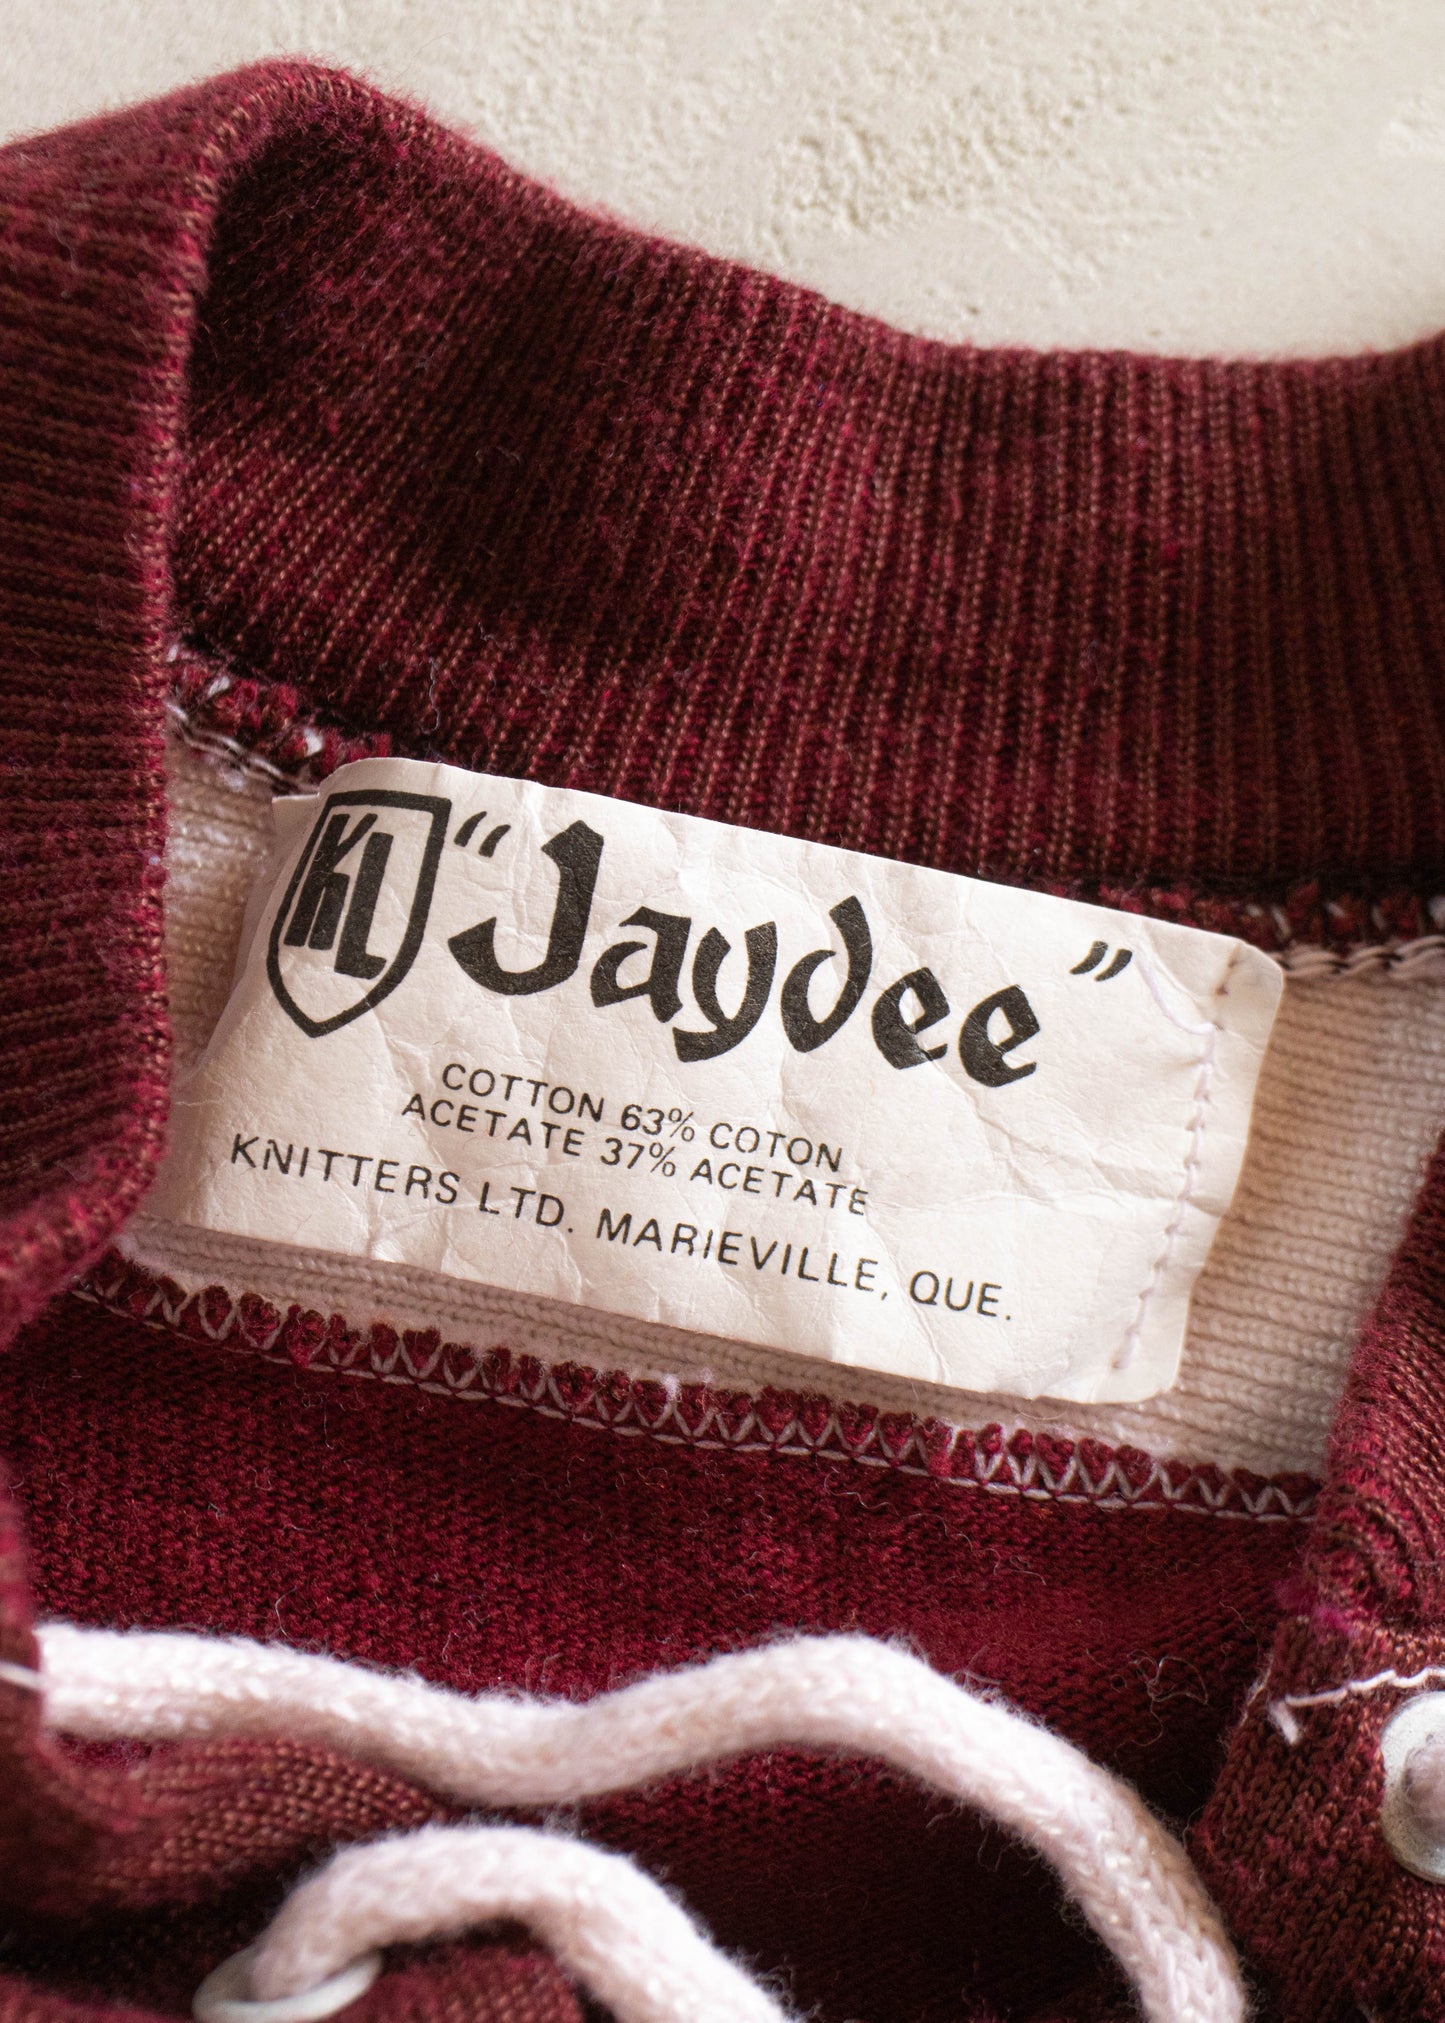 KL "Jaydee"
COTTON 63% COTON
ACETATE 37% ACETATE
KNITTERS LTD. MARIEVILLE, QUE.